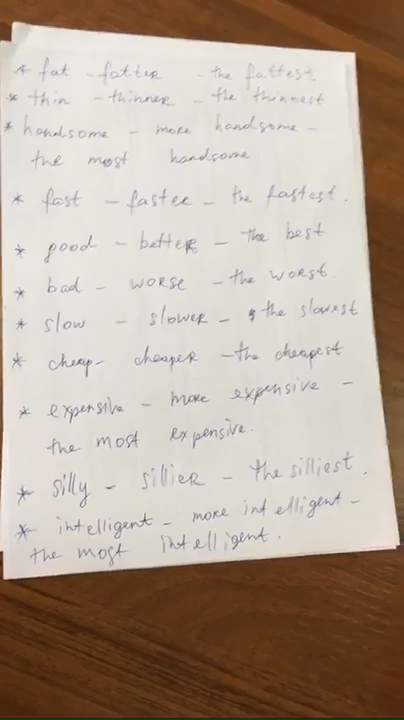 * fat - fatter - the fattest
* thin - thinner - the thinnest
* handsome - more handsome -
the most handsome
* fast - faster - the fastest.
* good - better - the best
* bad - worse - the worst.
* slow - slower - the slowest
* cheap - cheaper - the cheapest
* expensive - more expensive -
the most expensive.
* silly - sillier - the silliest.
* intelligent - more intelligent -
the most intelligent.